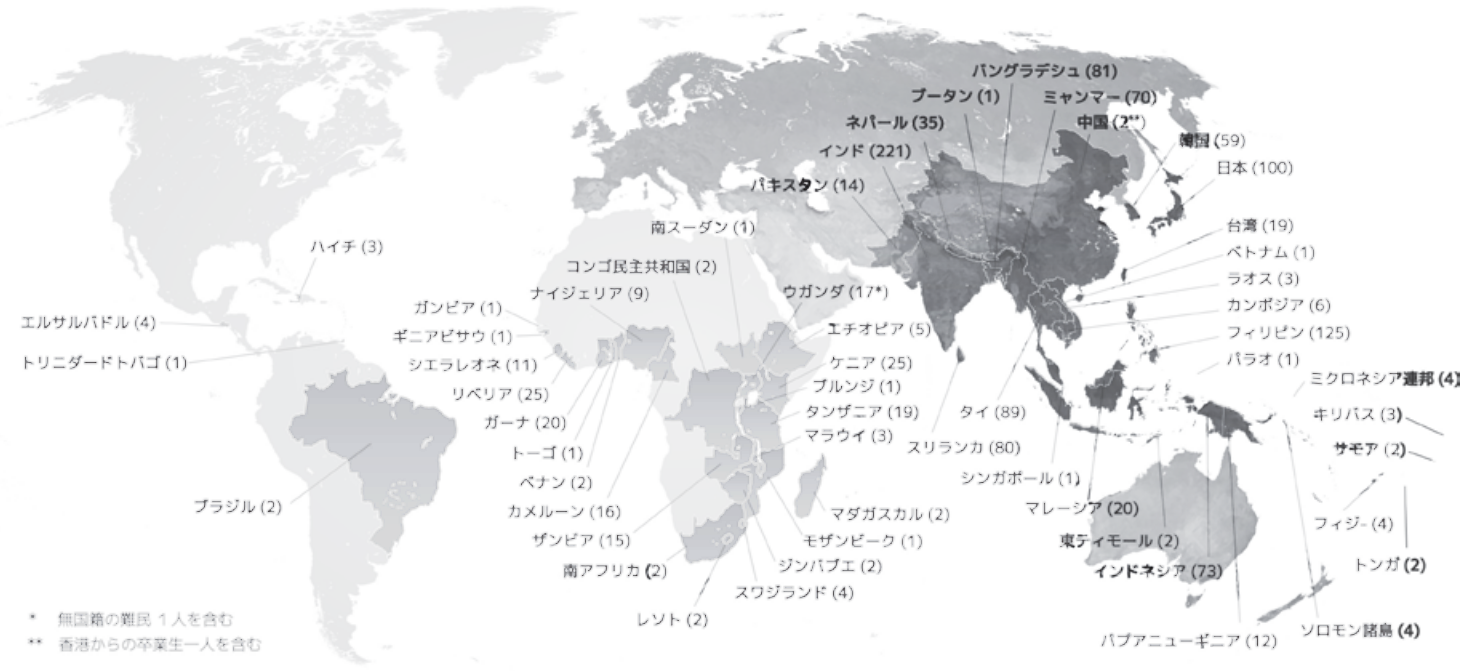 バングラデシュ (81)
ブータン (1)
ミャンマー (70)
ネパール (35)
中国 (2**)
インド (221)
韓国 (59)
パキスタン (14)
日本 (100)
南スーダン (1)
台湾 (19)
ハイチ (3)
ベトナム (1)
コンゴ民主共和国 (2)
ラオス (3)
ナイジェリア (9)
ウガンダ (17*)
ガンビア (1)
カンボジア (6)
エルサルバドル (4)
ギニアビサウ (1)
エチオピア (5)
フィリピン (125)
トリニダードトバゴ (1)
シエラレオネ (11)
ケニア (25)
パラオ (1)
ミクロネシア連邦 (4)
リベリア (25)
ブルンジ (1)
ガーナ (20)
タンザニア (19)
タイ (89)
キリバス (3)
マラウイ (3)
スリランカ (80)
サモア (2)
トーゴ (1)
シンガポール (1)
ベナン (2)
ブラジル (2)
カメルーン (16)
マダガスカル (2)
マレーシア (20)
フィジー (4)
ザンビア (15)
モザンビーク (1)
東ティモール (2)
南アフリカ (2)
ジンバブエ (2)
インドネシア (73)
トンガ (2)
スワジランド (4)
レソト (2)
パプアニューギニア (12)
ソロモン諸島 (4)
* 無国籍の難民 1人を含む
** 香港からの卒業生一人を含む